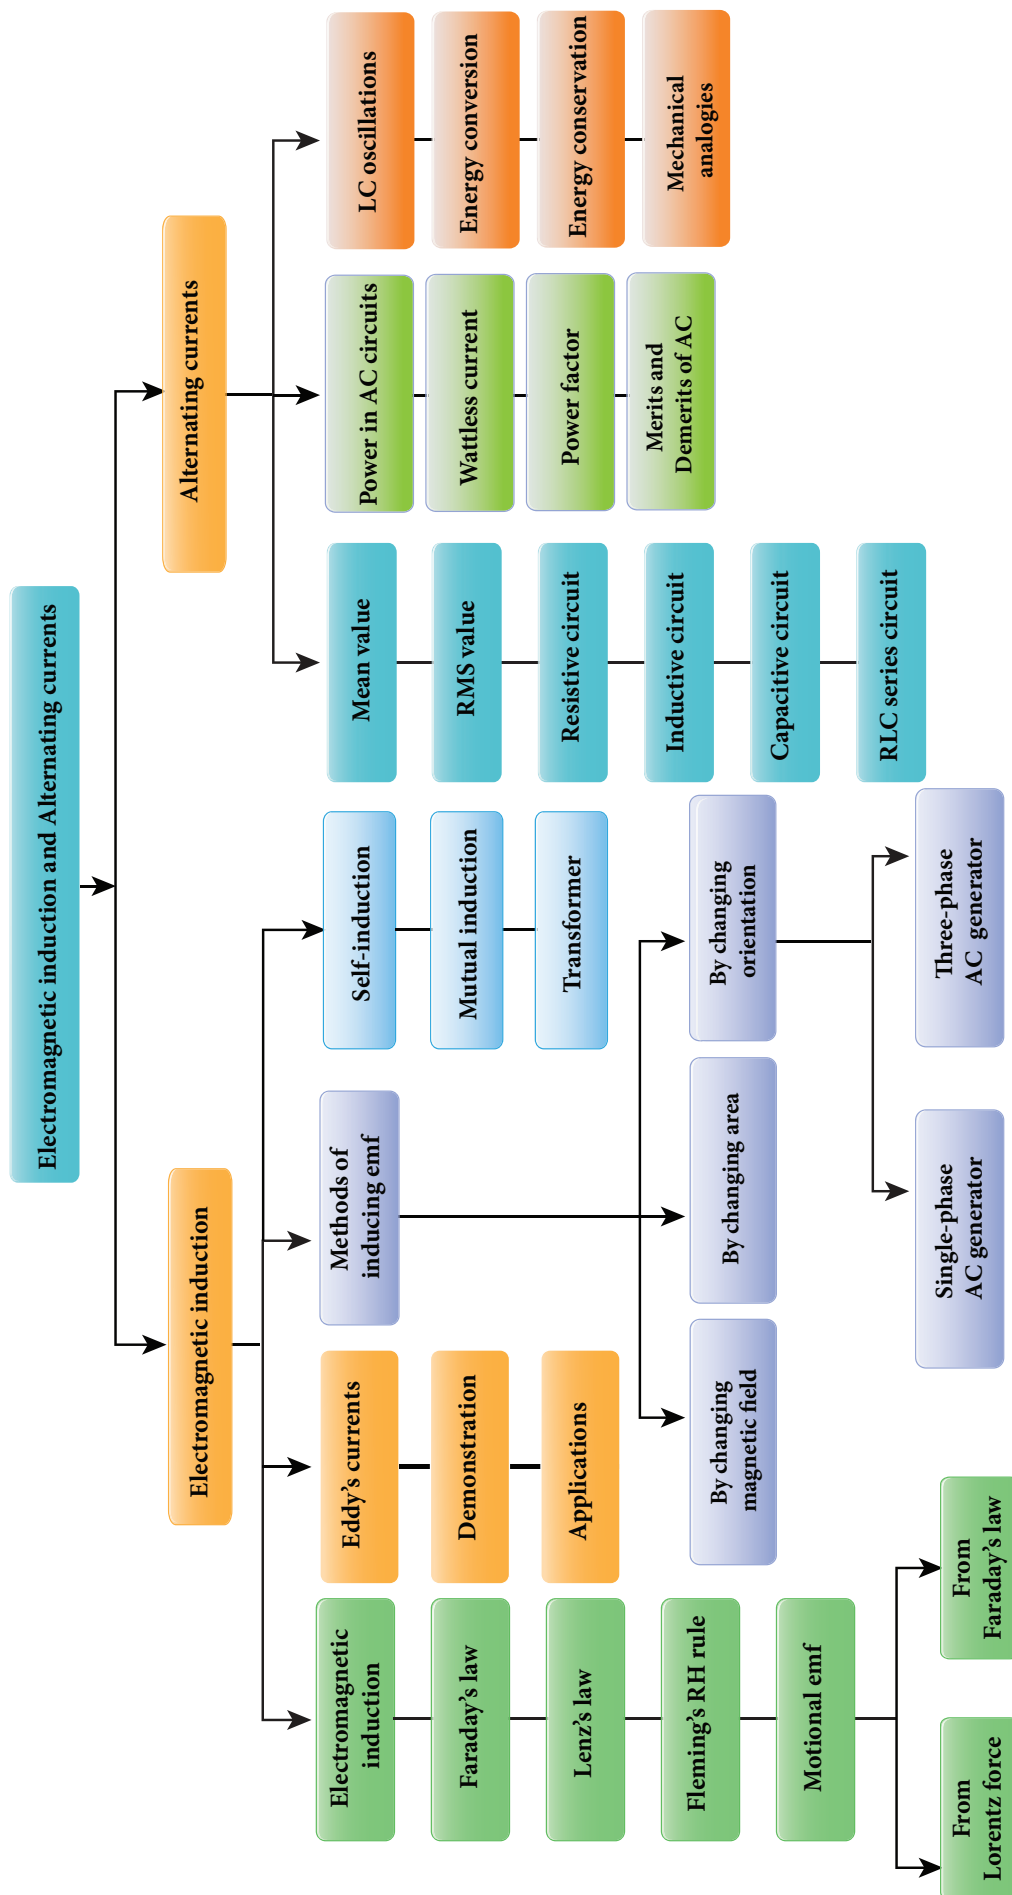 Electromagnetic induction and Alternating currents
Electromagnetic induction
Alternating currents
Electromagnetic
induction
Faraday’s law
Lenz’s law
Fleming’s RH rule
Motional emf
From
Lorentz force
From
Faraday’s law
Eddy’s currents
Demonstration
Applications
Methods of
inducing emf
By changing
magnetic field
By changing area
By changing
orientation
Single-phase
AC generator
Three-phase
AC generator
Self-induction
Mutual induction
Transformer
Mean value
RMS value
Resistive circuit
Inductive circuit
Capacitive circuit
RLC series circuit
Power in AC circuits
Wattless current
Power factor
Merits and
Demerits of AC
LC oscillations
Energy conversion
Energy conservation
Mechanical
analogies